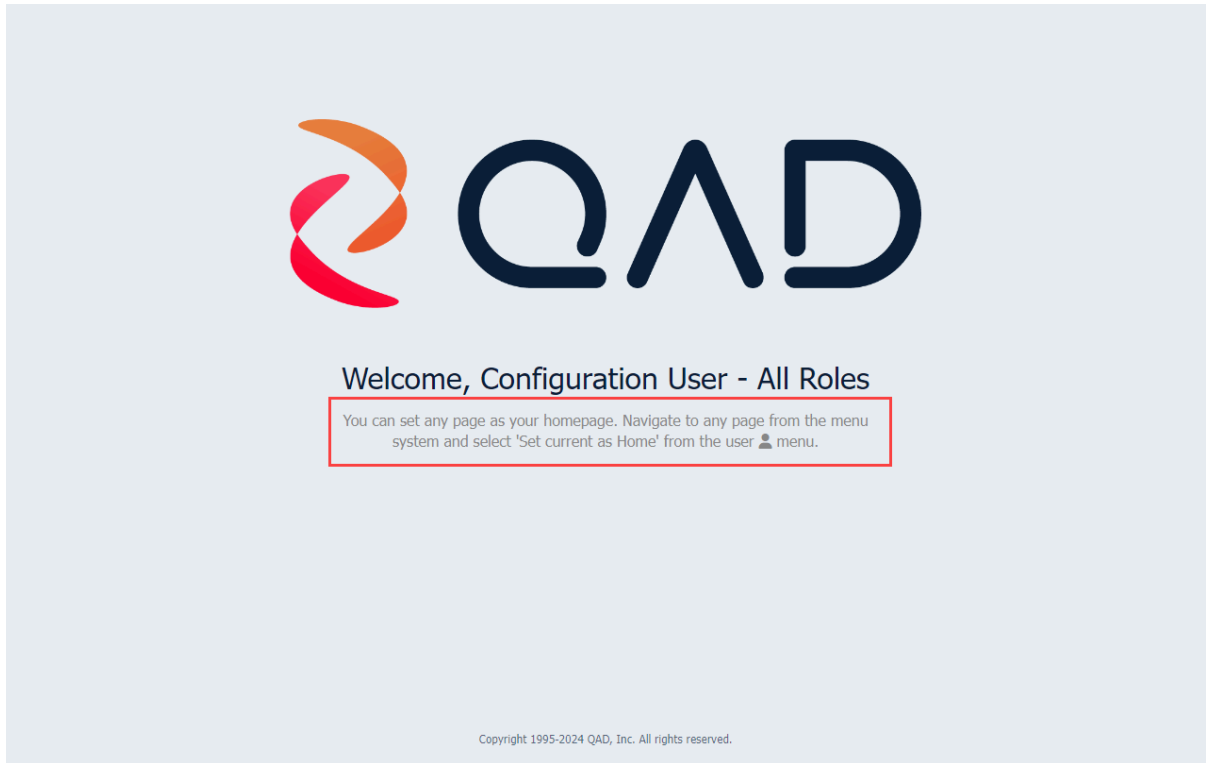 QAD
Welcome, Configuration User - All Roles
You can set any page as your homepage. Navigate to any page from the menu
system and select 'Set current as Home' from the user menu.
Copyright 1995-2024 QAD, Inc. All rights reserved.